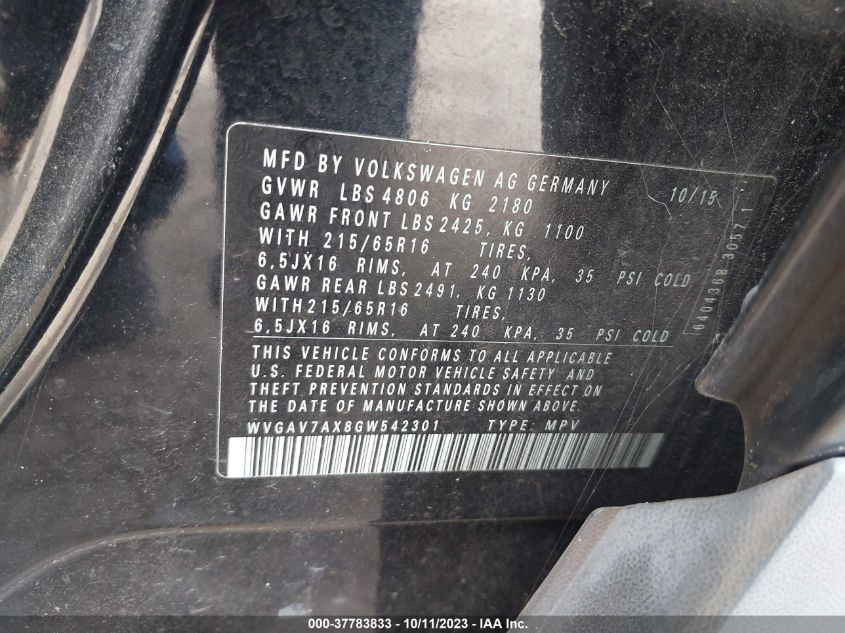 MFD BY VOLKSWAGEN AG GERMANY 10/15
GVWR LBS 4806 KG 2180
GAWR FRONT LBS 2425, KG 1100
WITH 215/65R16 TIRES,
6,5JX16 RIMS, AT 240 KPA, 35 PSI COLD
GAWR REAR LBS 2491, KG 1130
WITH215/65R16 TIRES,
6,5JX16 RIMS, AT 240 KPA, 35 PSI COLD
THIS VEHICLE CONFORMS TO ALL APPLICABLE
U.S. FEDERAL MOTOR VEHICLE SAFETY AND
THEFT PREVENTION STANDARDS IN EFFECT ON
THE DATE OF MANUFACTURE SHOWN ABOVE.
WVGAV7AX8GW542301 TYPE: MPV
000-37783833 - 10/11/2023 - IAA Inc.